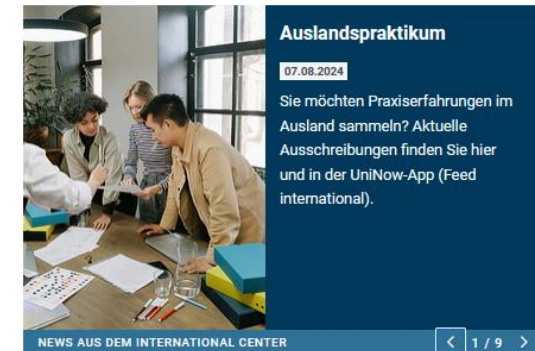 Auslandspraktikum
07.08.2024
Sie möchten Praxiserfahrungen im
Ausland sammeln? Aktuelle
Ausschreibungen finden Sie hier
und in der UniNow-App (Feed
international).
NEWS AUS DEM INTERNATIONAL CENTER
1 / 9